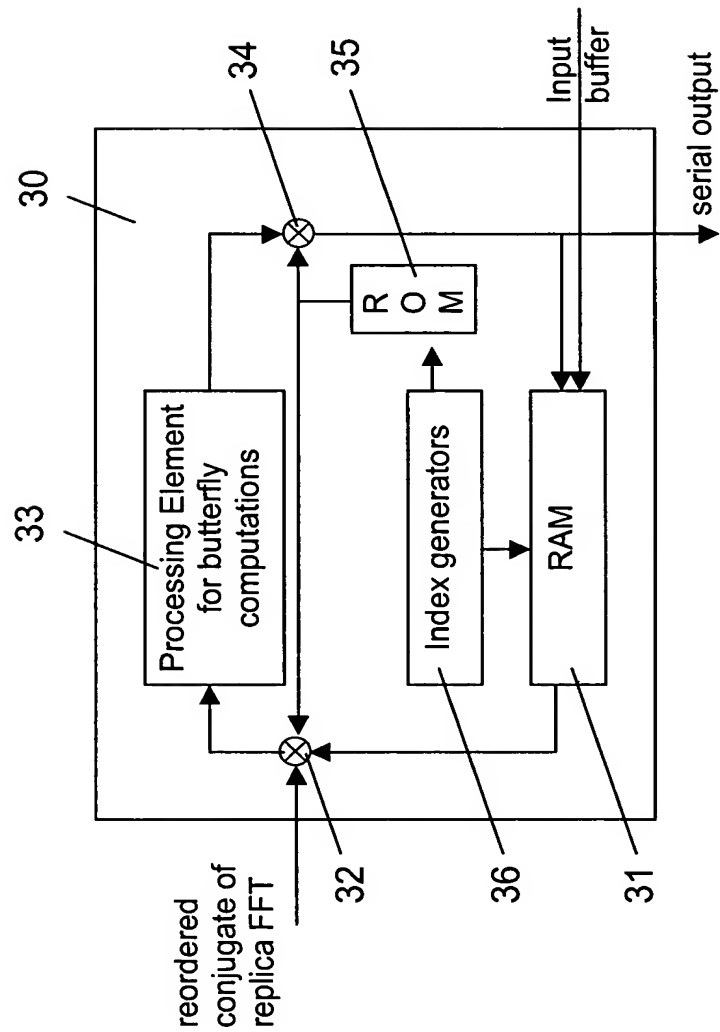 30
33
34
35
Processing Element
for butterfly
computations
R
O
M
Input
buffer
serial output
Index generators
RAM
reordered
conjugate of
replica FFT
32
36
31